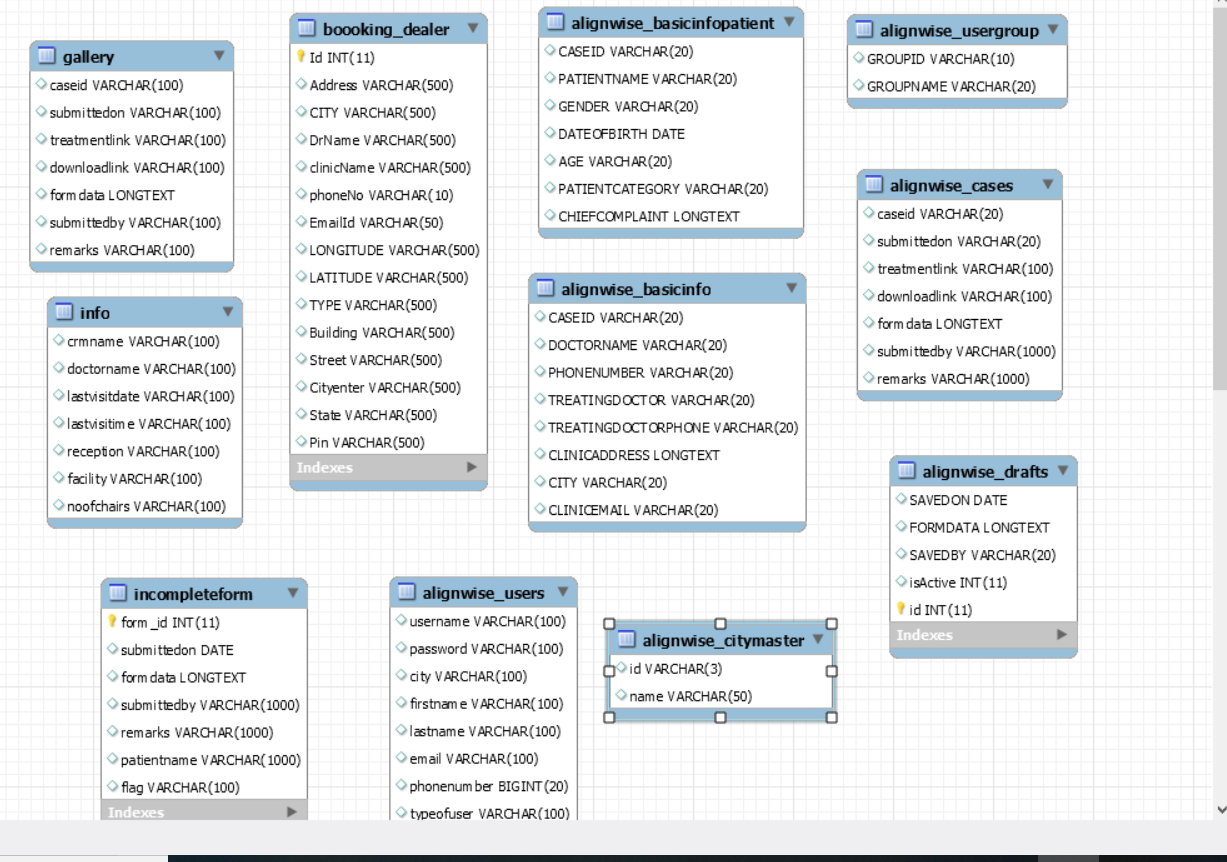 gallery
caseid VARCHAR(100)
submittedon VARCHAR(100)
treatmentlink VARCHAR(100)
downloadlink VARCHAR(100)
formdata LONGTEXT
submittedby VARCHAR(100)
remarks VARCHAR(100)
info
crmname VARCHAR(100)
doctorname VARCHAR(100)
lastvisitdate VARCHAR(100)
lastvisitime VARCHAR(100)
reception VARCHAR(100)
facility VARCHAR(100)
noofchairs VARCHAR(100)
boooking_dealer
Id INT(11)
Address VARCHAR(500)
CITY VARCHAR(500)
DrName VARCHAR(500)
clinicName VARCHAR(500)
phoneNo VARCHAR(10)
EmailId VARCHAR(50)
LONGITUDE VARCHAR(500)
LATITUDE VARCHAR(500)
TYPE VARCHAR(500)
Building VARCHAR(500)
Street VARCHAR(500)
Cityenter VARCHAR(500)
State VARCHAR(500)
Pin VARCHAR(500)
Indexes
alignwise_basicinfopatient
CASEID VARCHAR(20)
PATIENTNAME VARCHAR(20)
GENDER VARCHAR(20)
DATEOFBIRTH DATE
AGE VARCHAR(20)
PATIENTCATEGORY VARCHAR(20)
CHIEFCOMPLAINT LONGTEXT
alignwise_basicinfo
CASEID VARCHAR(20)
DOCTORNAME VARCHAR(20)
PHONENUMBER VARCHAR(20)
TREATINGDOCTOR VARCHAR(20)
TREATINGDOCTORPHONE VARCHAR(20)
CLINICADDRESS LONGTEXT
CITY VARCHAR(20)
CLINICEMAIL VARCHAR(20)
alignwise_usergroup
GROUPID VARCHAR(10)
GROUPNAME VARCHAR(20)
alignwise_cases
caseid VARCHAR(20)
submittedon VARCHAR(20)
treatmentlink VARCHAR(100)
downloadlink VARCHAR(100)
formdata LONGTEXT
submittedby VARCHAR(1000)
remarks VARCHAR(1000)
alignwise_drafts
SAVEDON DATE
FORMDATA LONGTEXT
SAVEDBY VARCHAR(20)
isActive INT(11)
id INT(11)
Indexes
incompleteform
form_id INT(11)
submittedon DATE
formdata LONGTEXT
submittedby VARCHAR(1000)
remarks VARCHAR(1000)
patientname VARCHAR(1000)
flag VARCHAR(100)
Indexes
alignwise_users
username VARCHAR(100)
password VARCHAR(100)
city VARCHAR(100)
firstname VARCHAR(100)
lastname VARCHAR(100)
email VARCHAR(100)
phonenumber BIGINT(20)
typeofuser VARCHAR(100)
alignwise_citymaster
id VARCHAR(3)
name VARCHAR(50)